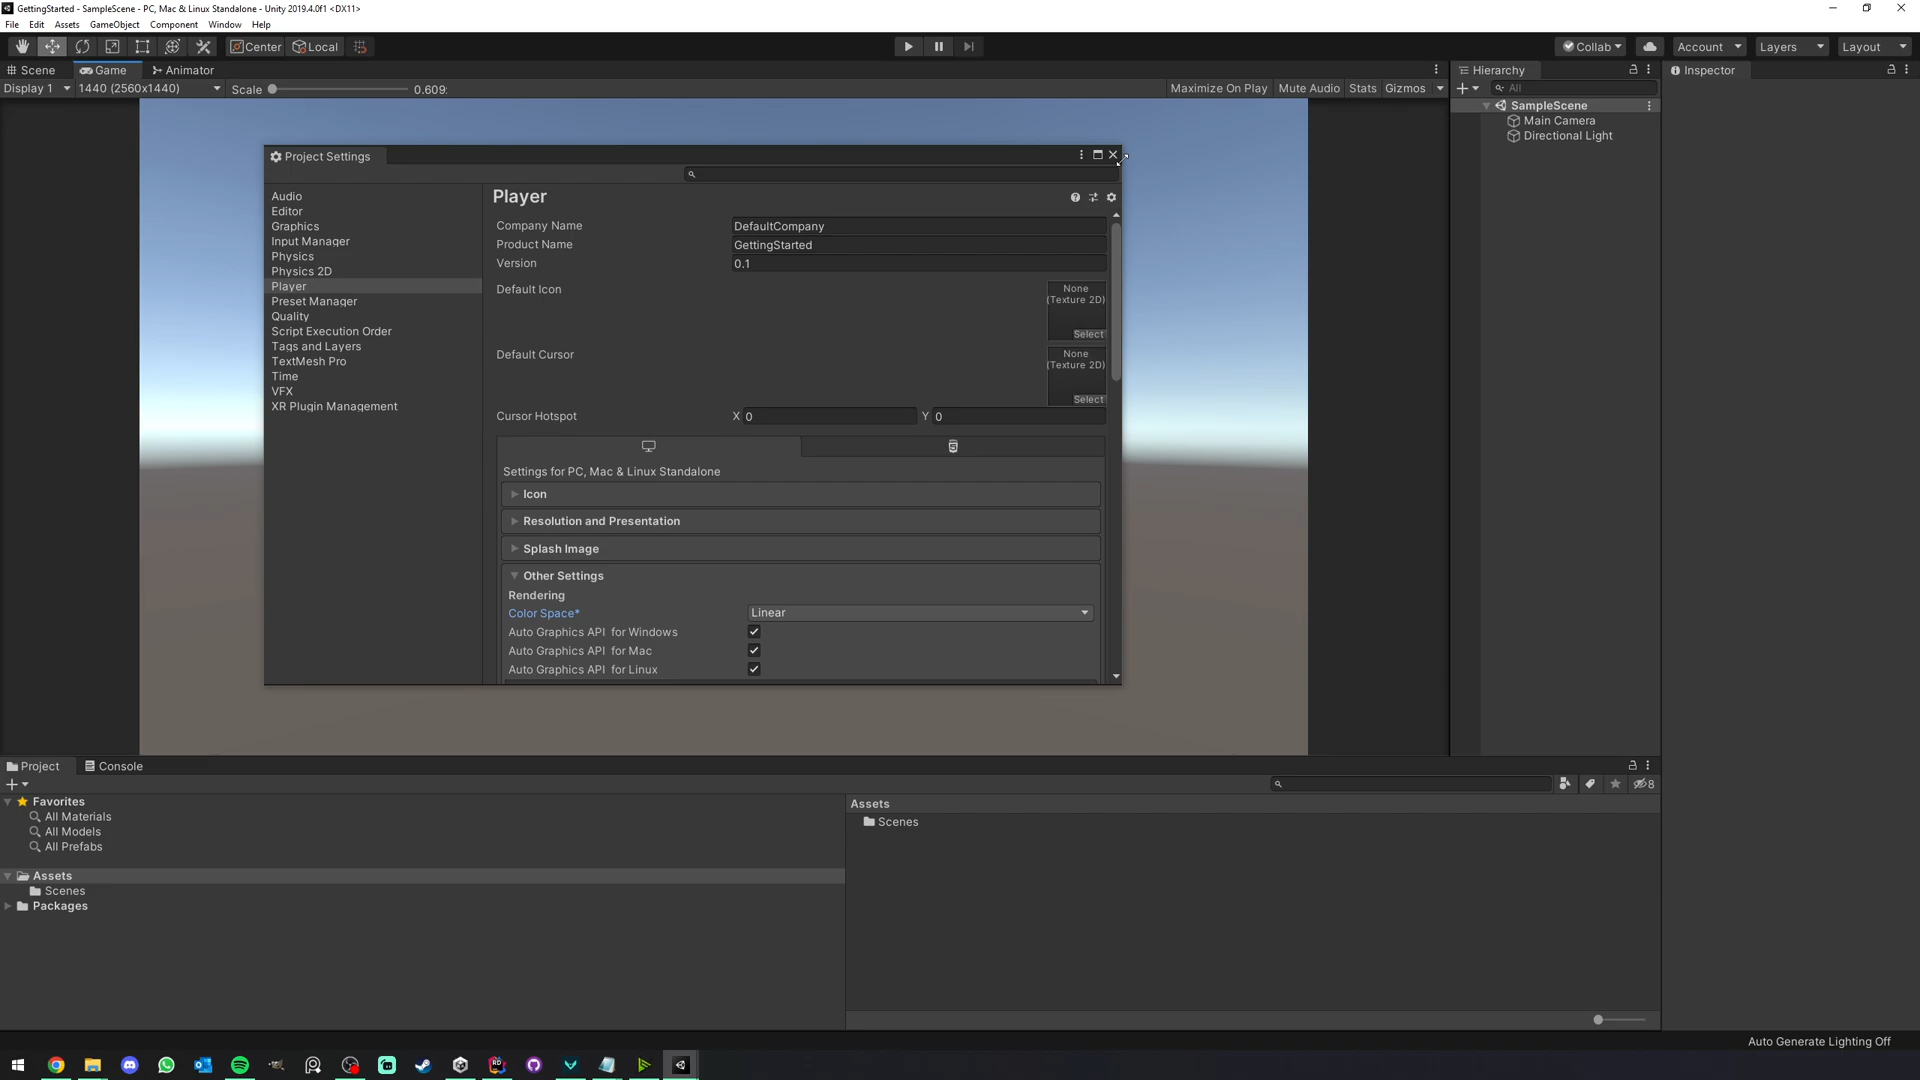 GettingStarted - SampleScene - PC, Mac & Linux Standalone - Unity 2019.4.0f1 <DX11>
File Edit Assets GameObject Component Window Help
Center Local Collab Account Layers Layout
Scene Game Animator Hierarchy Inspector
Display 1 1440 (2560x1440) Scale 0.609: Maximize On Play Mute Audio Stats Gizmos All
SampleScene
Main Camera
Directional Light
Project Settings
Audio
Editor
Graphics
Input Manager
Physics
Physics 2D
Player
Preset Manager
Quality
Script Execution Order
Tags and Layers
TextMesh Pro
Time
VFX
XR Plugin Management
Player
Company Name DefaultCompany
Product Name GettingStarted
Version 0.1
Default Icon None
(Texture 2D)
Select
Default Cursor None
(Texture 2D)
Select
Cursor Hotspot X 0 Y 0
Settings for PC, Mac & Linux Standalone
Icon
Resolution and Presentation
Splash Image
Other Settings
Rendering
Color Space* Linear
Auto Graphics API for Windows
Auto Graphics API for Mac
Auto Graphics API for Linux
Project Console
8
Favorites
All Materials
All Models
All Prefabs
Assets
Scenes
Packages
Assets
Scenes
Auto Generate Lighting Off